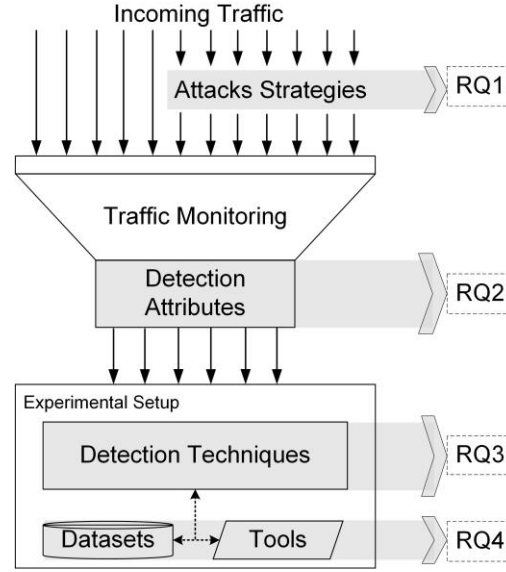 Incoming Traffic
Attacks Strategies
RQ1
Traffic Monitoring
Detection
Attributes
RQ2
Experimental Setup
Detection Techniques
RQ3
Datasets
Tools
RQ4